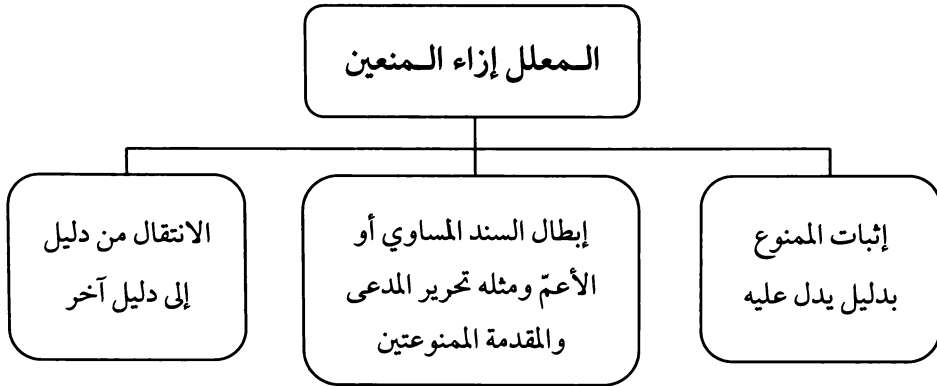 المعلل إزاء المنعين
إثبات الممنوع
بدليل يدل عليه
إبطال السند المساوي أو
الأعمّ ومثله تحرير المدعى
والمقدمة الممنوعتين
الانتقال من دليل
إلى دليل آخر